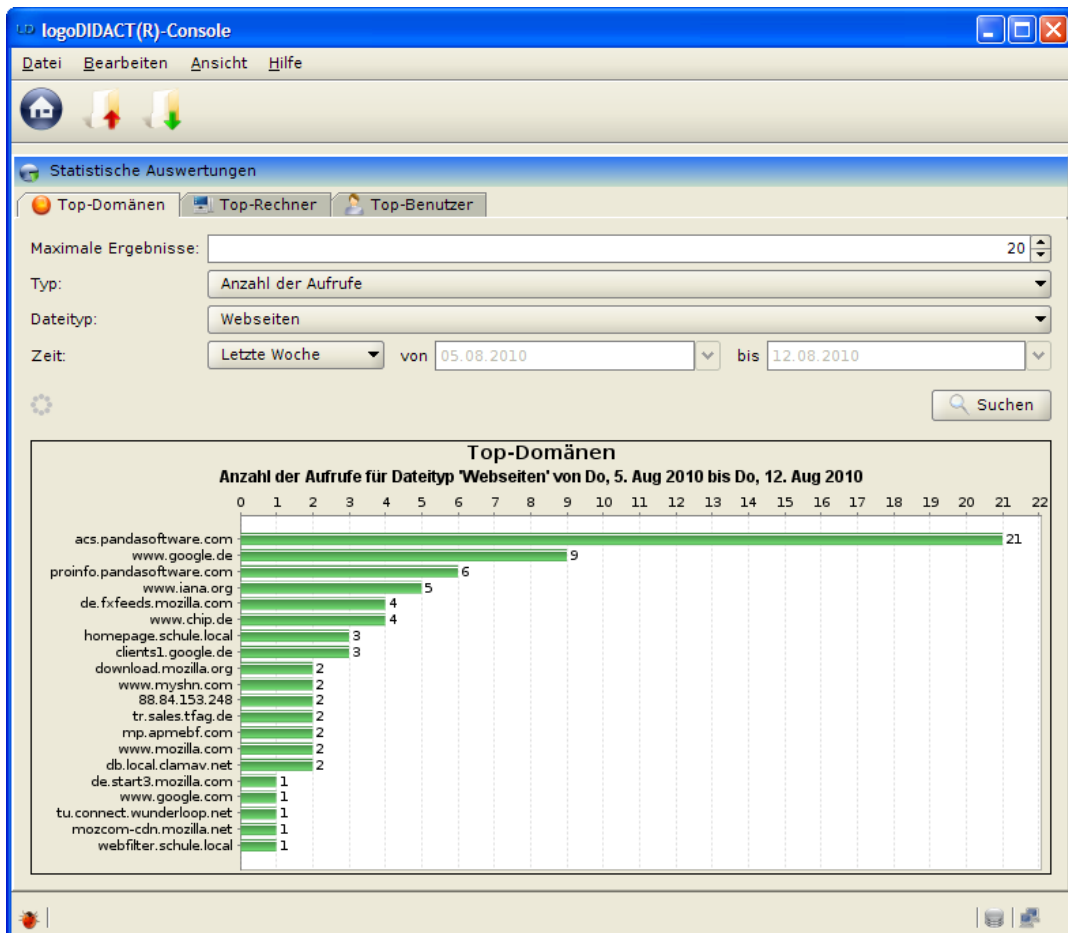 LD logoDIDACT(R)-Console
Datei Bearbeiten Ansicht Hilfe
Statistische Auswertungen
Top-Domänen Top-Rechner Top-Benutzer
Maximale Ergebnisse: 20
Typ: Anzahl der Aufrufe
Dateityp: Webseiten
Zeit: Letzte Woche von 05.08.2010 bis 12.08.2010
Suchen
Top-Domänen
Anzahl der Aufrufe für Dateityp 'Webseiten' von Do, 5. Aug 2010 bis Do, 12. Aug 2010
0 1 2 3 4 5 6 7 8 9 10 11 12 13 14 15 16 17 18 19 20 21 22
acs.pandasoftware.com 21
www.google.de 9
proinfo.pandasoftware.com 6
www.iana.org 5
de.fxfeeds.mozilla.com 4
www.chip.de 4
homepage.schule.local 3
clients1.google.de 3
download.mozilla.org 2
www.myshn.com 2
88.84.153.248 2
tr.sales.tfag.de 2
mp.apmebf.com 2
www.mozilla.com 2
db.local.clamav.net 2
de.start3.mozilla.com 1
www.google.com 1
tu.connect.wunderloop.net 1
mozcom-cdn.mozilla.net 1
webfilter.schule.local 1